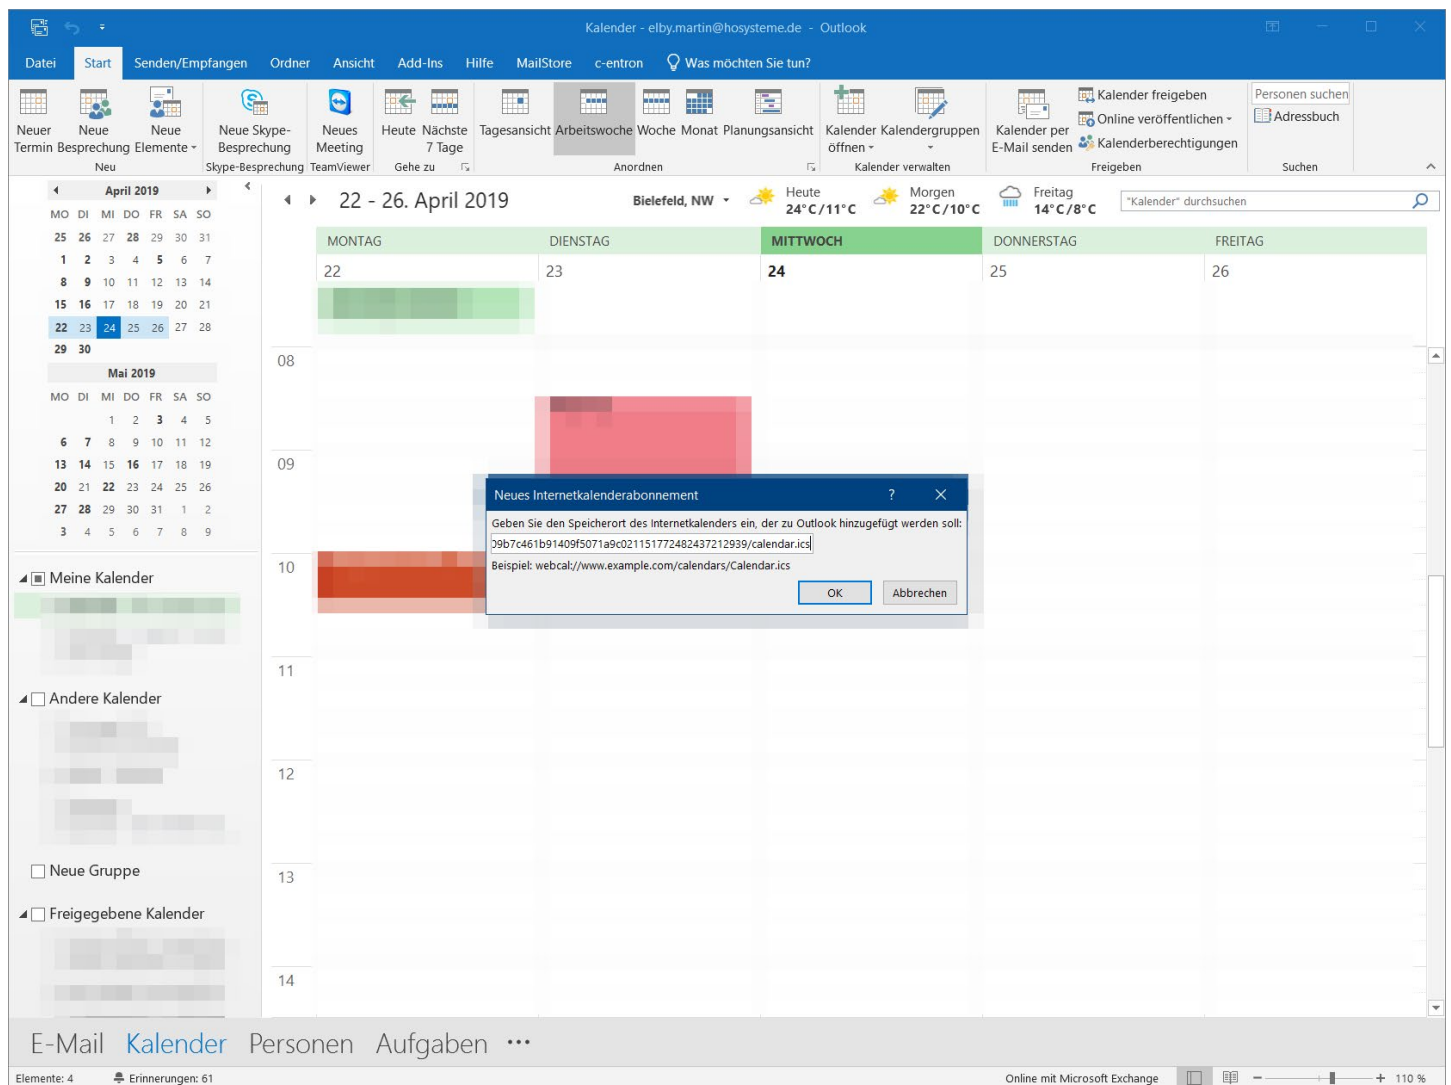 Kalender - elby.martin@hosysteme.de - Outlook
Datei Start Senden/Empfangen Ordner Ansicht Add-Ins Hilfe MailStore c-entron Was möchten Sie tun?
Neuer Termin
Neue Besprechung
Neue Elemente
Neu
Neue Skype-Besprechung
Skype-Besprechung
Neues Meeting
TeamViewer
Heute
Nächste 7 Tage
Gehe zu
Tagesansicht Arbeitswoche Woche Monat Planungsansicht
Anordnen
Kalender öffnen
Kalendergruppen
Kalender verwalten
Kalender per E-Mail senden
Kalender freigeben
Online veröffentlichen
Kalenderberechtigungen
Freigeben
Personen suchen
Adressbuch
Suchen
April 2019
MO DI MI DO FR SA SO
25 26 27 28 29 30 31
1 2 3 4 5 6 7
8 9 10 11 12 13 14
15 16 17 18 19 20 21
22 23 24 25 26 27 28
29 30
Mai 2019
MO DI MI DO FR SA SO
1 2 3 4 5
6 7 8 9 10 11 12
13 14 15 16 17 18 19
20 21 22 23 24 25 26
27 28 29 30 31 1 2
3 4 5 6 7 8 9
Meine Kalender
Andere Kalender
Neue Gruppe
Freigegebene Kalender
22 - 26. April 2019
Bielefeld, NW
Heute
24°C/11°C
Morgen
22°C/10°C
Freitag
14°C/8°C
"Kalender" durchsuchen
MONTAG DIENSTAG MITTWOCH DONNERSTAG FREITAG
22 23 24 25 26
08
09
10
11
12
13
14
Neues Internetkalenderabonnement ?
Geben Sie den Speicherort des Internetkalenders ein, der zu Outlook hinzugefügt werden soll:
09b7c461b91409f5071a9c021151772482437212939/calendar.ics
Beispiel: webcal://www.example.com/calendars/Calendar.ics
OK Abbrechen
E-Mail Kalender Personen Aufgaben •••
Elemente: 4 Erinnerungen: 61
Online mit Microsoft Exchange 110 %